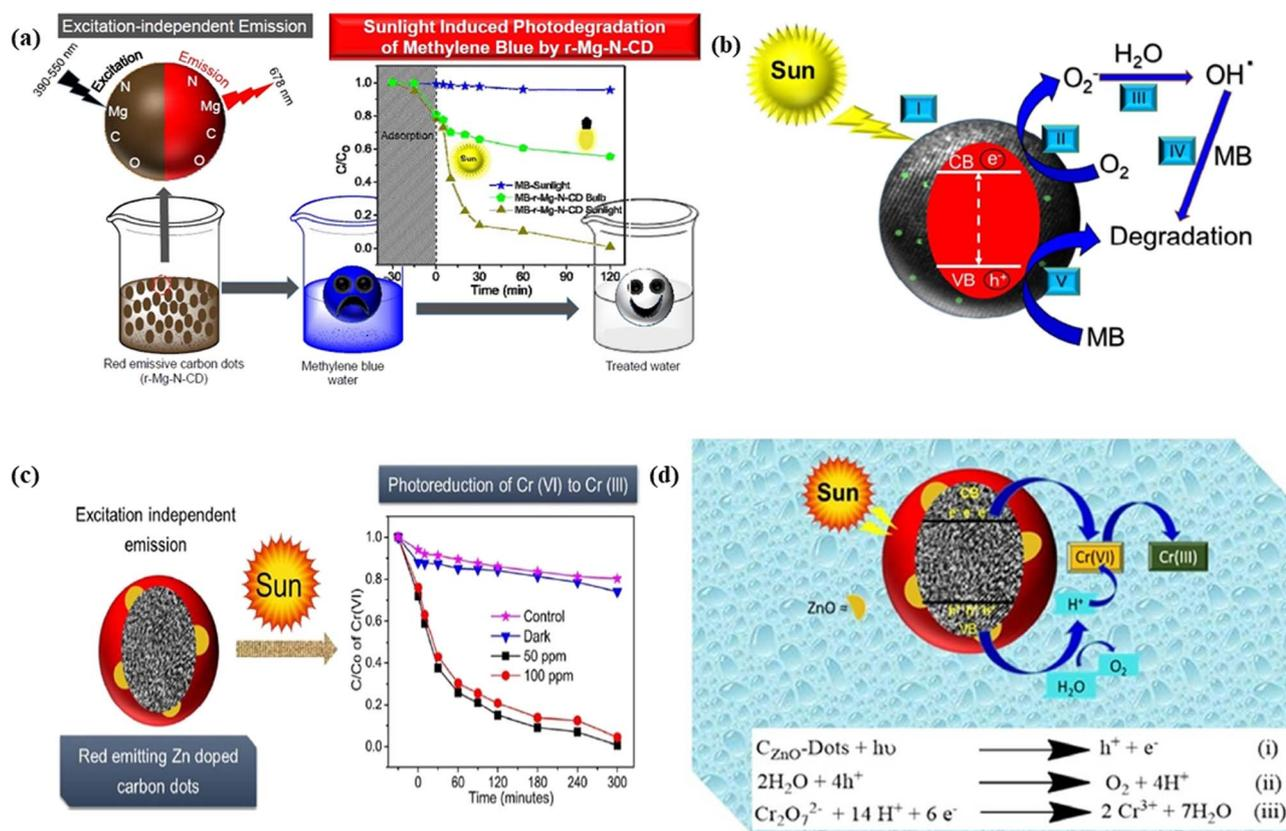 (a)
Excitation-independent Emission
390-550 nm
Excitation
Emission
678 nm
N
N
Mg
Mg
C
C
O
O
Red emissive carbon dots
(r-Mg-N-CD)
Methylene blue
water
Treated water
Sunlight Induced Photodegradation
of Methylene Blue by r-Mg-N-CD
C/C0
1.0
0.8
0.6
0.4
0.2
0.0
Adsorption
Sun
MB-Sunlight
MB-r-Mg-N-CD Bulb
MB-r-Mg-N-CD Sunlight
-30 0 30 60 90 120
Time (min)
(b)
Sun
I
CB e-
VB h+
II
O2-
H2O
III
OH•
O2
IV
MB
Degradation
V
MB
(c)
Excitation independent
emission
Sun
Red emitting Zn doped
carbon dots
Photoreduction of Cr (VI) to Cr (III)
C/Co of Cr(VI)
1.0
0.8
0.6
0.4
0.2
0.0
Control
Dark
50 ppm
100 ppm
0 60 120 180 240 300
Time (minutes)
(d)
Sun
CB
VB
ZnO =
Cr(VI)
Cr(III)
H+
O2
H2O
CZnO-Dots + hυ h+ + e- (i)
2H2O + 4h+ O2 + 4H+ (ii)
Cr2O7 2- + 14 H+ + 6 e- 2 Cr3+ + 7H2O (iii)